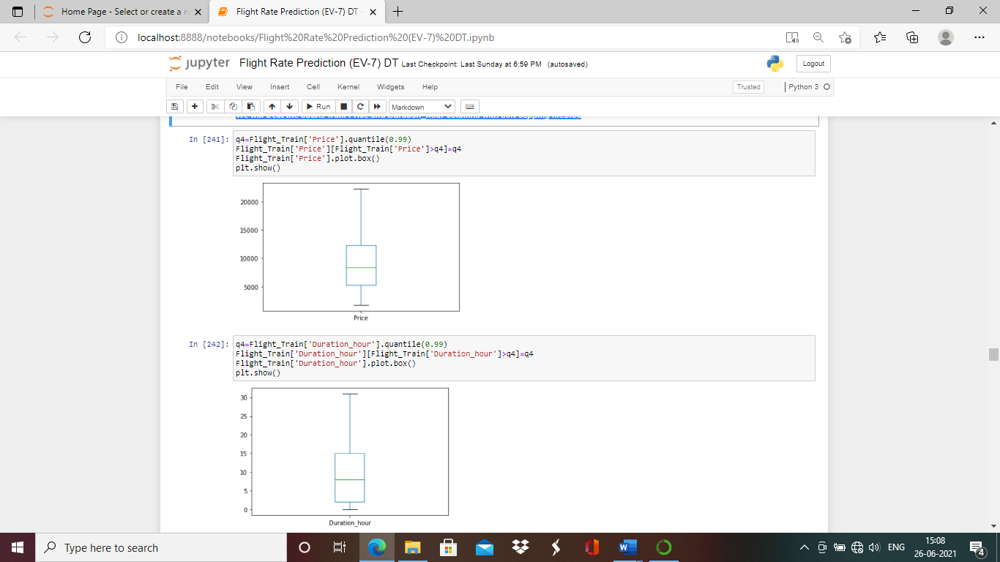 Home Page - Select or create a n
Flight Rate Prediction (EV-7) DT -
localhost:8888/notebooks/Flight%20Rate%20Prediction%20(EV-7)%20DT.ipynb
jupyter Flight Rate Prediction (EV-7) DT Last Checkpoint: Last Sunday at 6:59 PM (autosaved)
Logout
File Edit View Insert Cell Kernel Widgets Help
Trusted Python 3
Run Markdown
In [241]: q4=Flight_Train['Price'].quantile(0.99)
Flight_Train['Price'][Flight_Train['Price']>q4]=q4
Flight_Train['Price'].plot.box()
plt.show()
20000
15000
10000
5000
Price
In [242]: q4=Flight_Train['Duration_hour'].quantile(0.99)
Flight_Train['Duration_hour'][Flight_Train['Duration_hour']>q4]=q4
Flight_Train['Duration_hour'].plot.box()
plt.show()
30
25
20
15
10
5
0
Duration_hour
Type here to search
ENG
15:08
26-06-2021
4